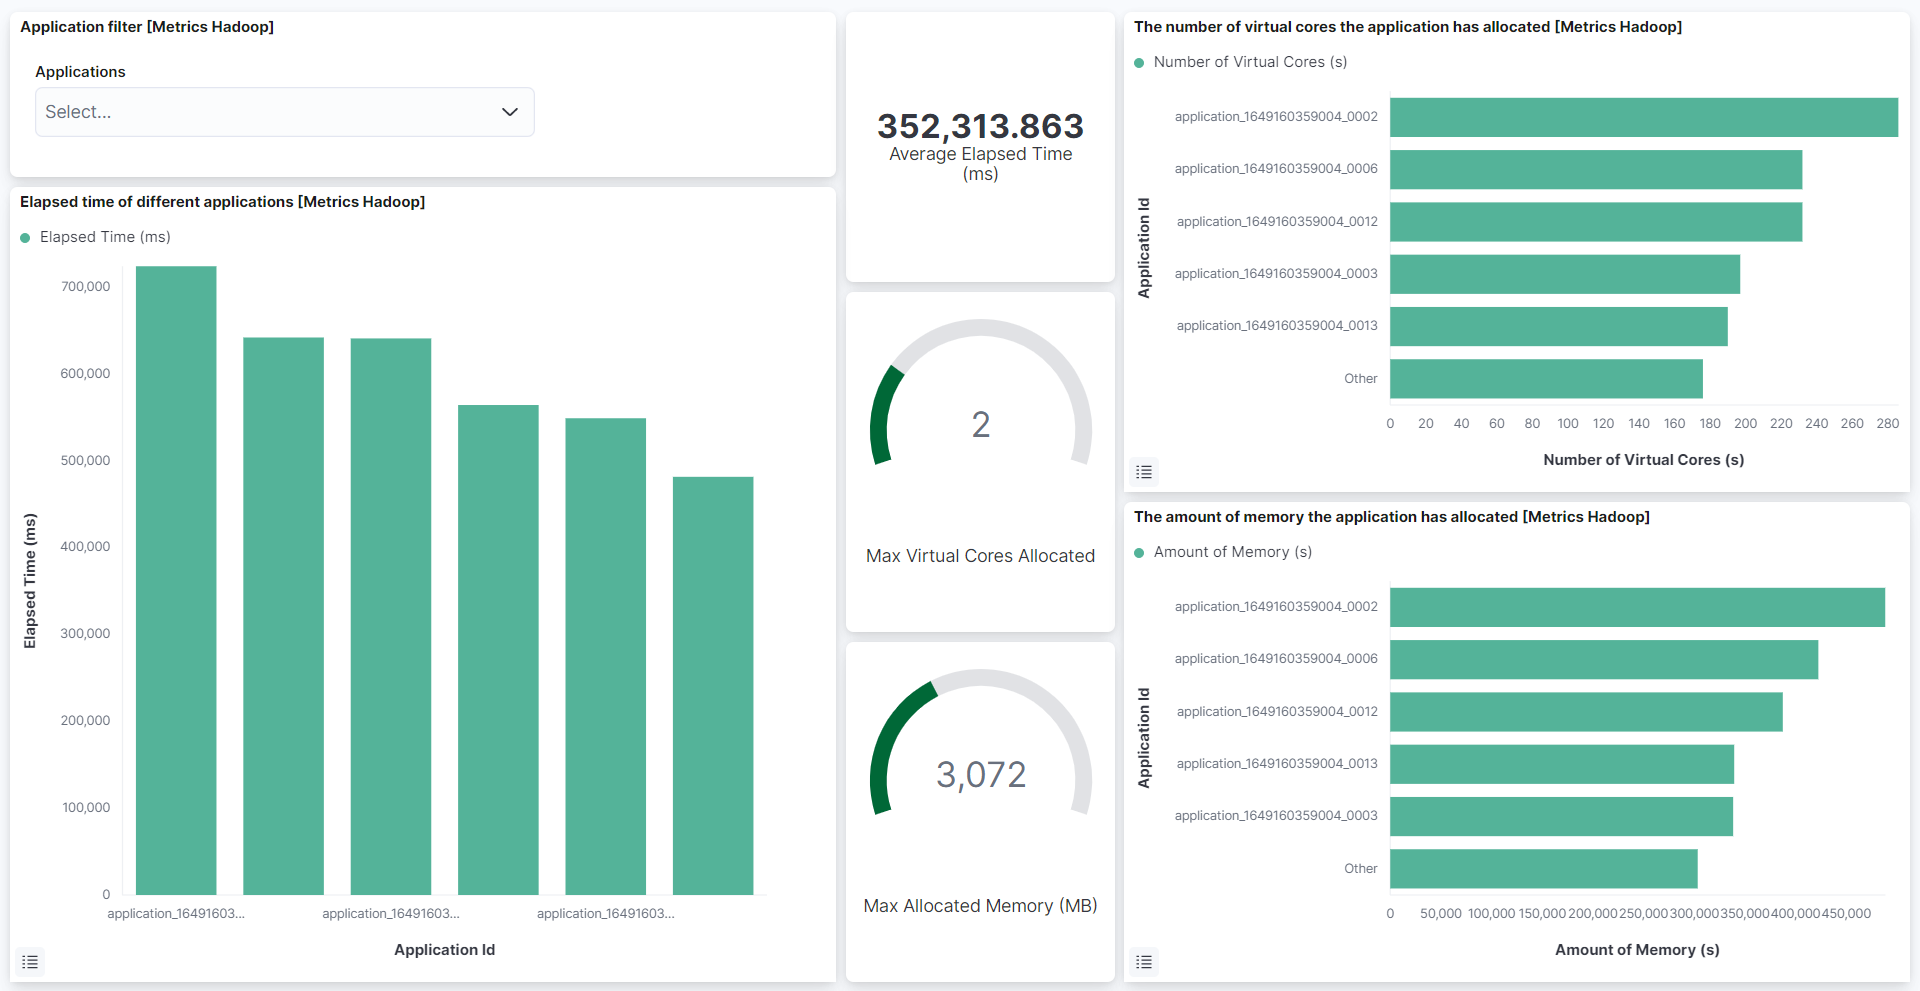 Application filter [Metrics Hadoop]
Applications
Select...
Elapsed time of different applications [Metrics Hadoop]
Elapsed Time (ms)
Elapsed Time (ms)
700,000
600,000
500,000
400,000
300,000
200,000
100,000
0
application_16491603...
application_16491603...
application_16491603...
Application Id
352,313.863
Average Elapsed Time
(ms)
2
Max Virtual Cores Allocated
3,072
Max Allocated Memory (MB)
The number of virtual cores the application has allocated [Metrics Hadoop]
Number of Virtual Cores (s)
Application Id
application_1649160359004_0002
application_1649160359004_0006
application_1649160359004_0012
application_1649160359004_0003
application_1649160359004_0013
Other
0 20 40 60 80 100 120 140 160 180 200 220 240 260 280
Number of Virtual Cores (s)
The amount of memory the application has allocated [Metrics Hadoop]
Amount of Memory (s)
Application Id
application_1649160359004_0002
application_1649160359004_0006
application_1649160359004_0012
application_1649160359004_0013
application_1649160359004_0003
Other
0 50,000 100,000 150,000 200,000 250,000 300,000 350,000 400,000 450,000
Amount of Memory (s)